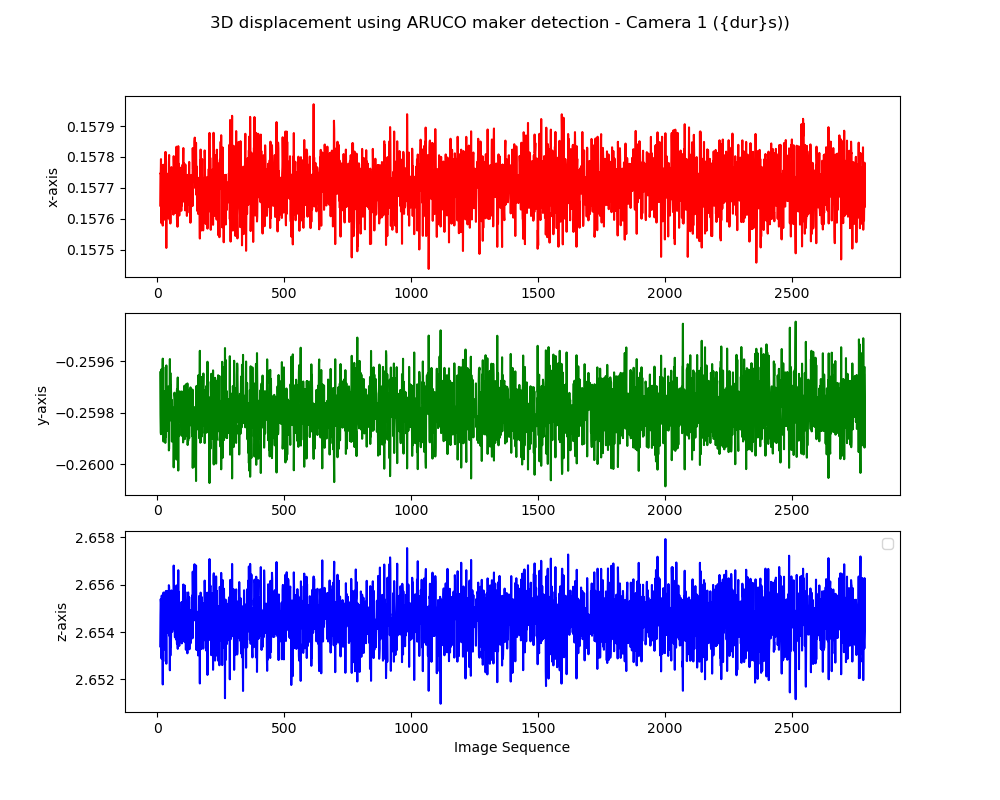 3D displacement using ARUCO maker detection - Camera 1 ({dur}s))
0.1579
0.1578
0.1577
0.1576
0.1575
x-axis
0 500 1000 1500 2000 2500
−0.2596
−0.2598
−0.2600
y-axis
0 500 1000 1500 2000 2500
2.658
2.656
2.654
2.652
z-axis
0 500 1000 1500 2000 2500
Image Sequence